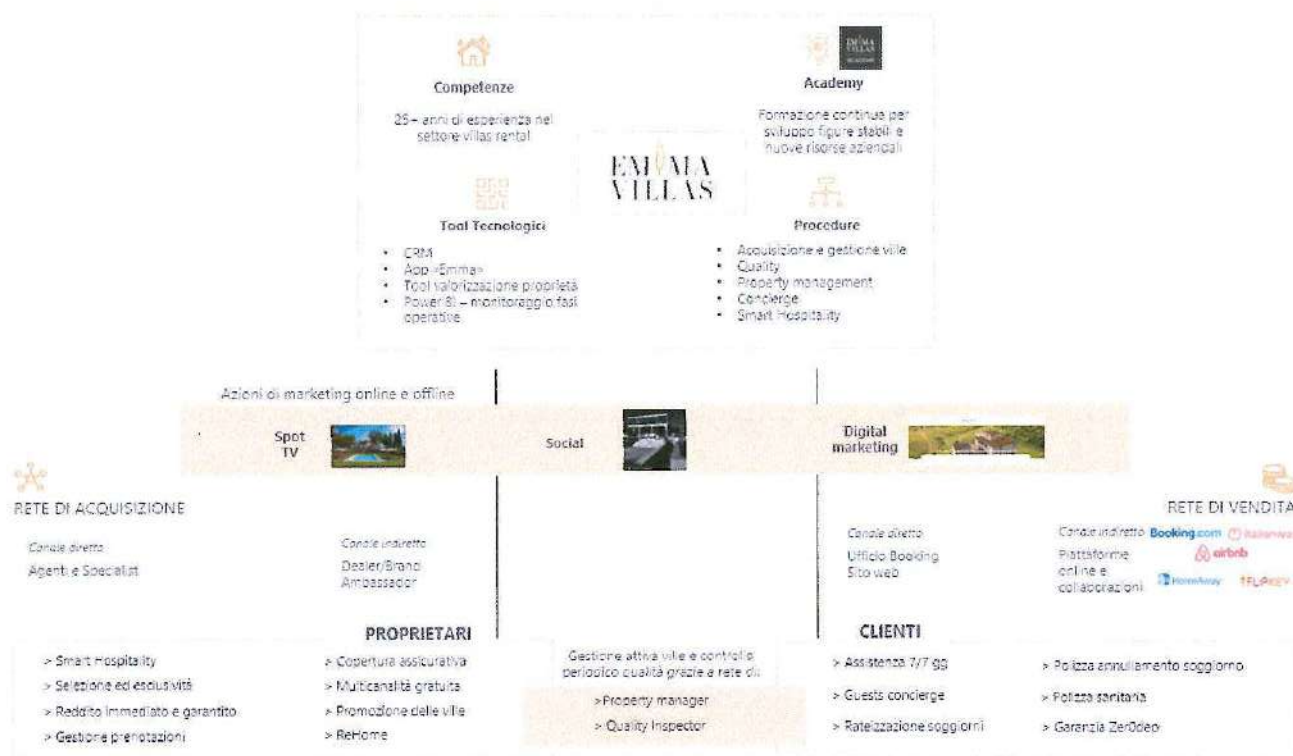 Competenze
25+ anni di esperienza nel
settore villas rental
EMMA
VILLAS
ACADEMY
Academy
Formazione continua per
sviluppo figure stabili e
nuove risorse aziendali
EMMA
VILLAS
Tool Tecnologici
• CRM
• App «Emma»
• Tool valorizzazione proprietà
• Power BI – monitoraggio fasi
operative
Procedure
• Acquisizione e gestione ville
• Quality
• Property management
• Concierge
• Smart Hospitality
Azioni di marketing online e offline
Spot
TV
Social
Digital
marketing
RETE DI ACQUISIZIONE
Canale diretto
Agenti e Specialist
Canale indiretto
Dealer/Brand
Ambassador
RETE DI VENDITA
Canale diretto
Ufficio Booking
Sito web
Canale indiretto
Piattaforme
online e
collaborazioni
Booking.com
airbnb
HomeAway
FLIPKEY
PROPRIETARI
> Smart Hospitality
> Selezione ed esclusività
> Reddito immediato e garantito
> Gestione prenotazioni
> Copertura assicurativa
> Multicanalità gratuita
> Promozione delle ville
> ReHome
Gestione attiva ville e controllo
periodico qualità grazie a rete di:
>Property manager
> Quality Inspector
CLIENTI
> Assistenza 7/7 gg
> Guests concierge
> Rateizzazione soggiorni
> Polizza annullamento soggiorno
> Polizza sanitaria
> Garanzia Zer0dep